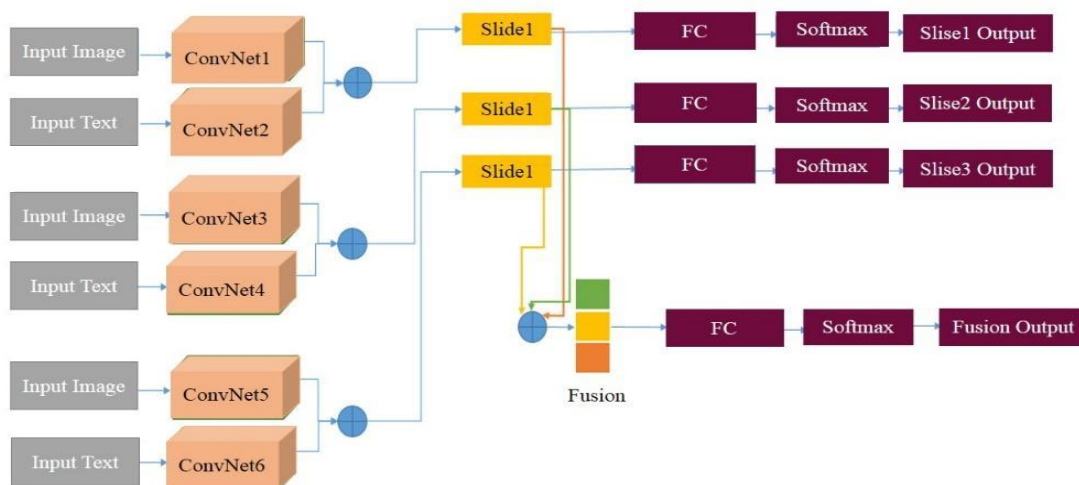 Input Image
ConvNet1
Slide1
FC
Softmax
Slise1 Output
Input Text
ConvNet2
Slide1
FC
Softmax
Slise2 Output
Slide1
FC
Softmax
Slise3 Output
Input Image
ConvNet3
Input Text
ConvNet4
FC
Softmax
Fusion Output
Fusion
Input Image
ConvNet5
Input Text
ConvNet6